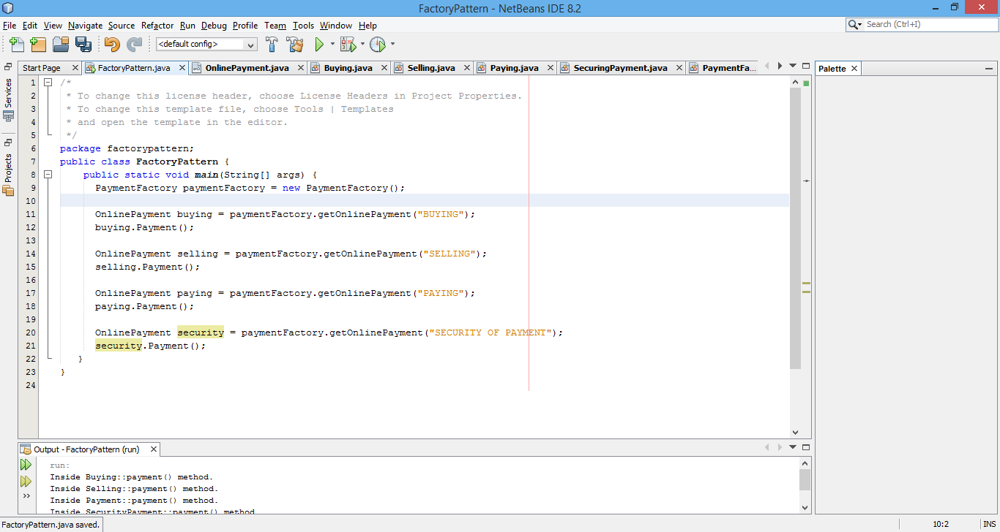 FactoryPattern - NetBeans IDE 8.2
File Edit View Navigate Source Refactor Run Debug Profile Team Tools Window Help
Search (Ctrl+I)
<default config>
Start Page FactoryPattern.java OnlinePayment.java Buying.java Selling.java Paying.java SecuringPayment.java PaymentFa...
Palette
Services
Projects
1 /*
2 * To change this license header, choose License Headers in Project Properties.
3 * To change this template file, choose Tools | Templates
4 * and open the template in the editor.
5 */
6 package factorypattern;
7 public class FactoryPattern {
8 public static void main(String[] args) {
9 PaymentFactory paymentFactory = new PaymentFactory();
10
11 OnlinePayment buying = paymentFactory.getOnlinePayment("BUYING");
12 buying.Payment();
13
14 OnlinePayment selling = paymentFactory.getOnlinePayment("SELLING");
15 selling.Payment();
16
17 OnlinePayment paying = paymentFactory.getOnlinePayment("PAYING");
18 paying.Payment();
19
20 OnlinePayment security = paymentFactory.getOnlinePayment("SECURITY OF PAYMENT");
21 security.Payment();
22 }
23 }
24
Output - FactoryPattern (run)
run:
Inside Buying::payment() method.
Inside Selling::payment() method.
Inside Payment::payment() method.
Inside SecurityPayment::payment() method
FactoryPattern.java saved.
10:2 INS